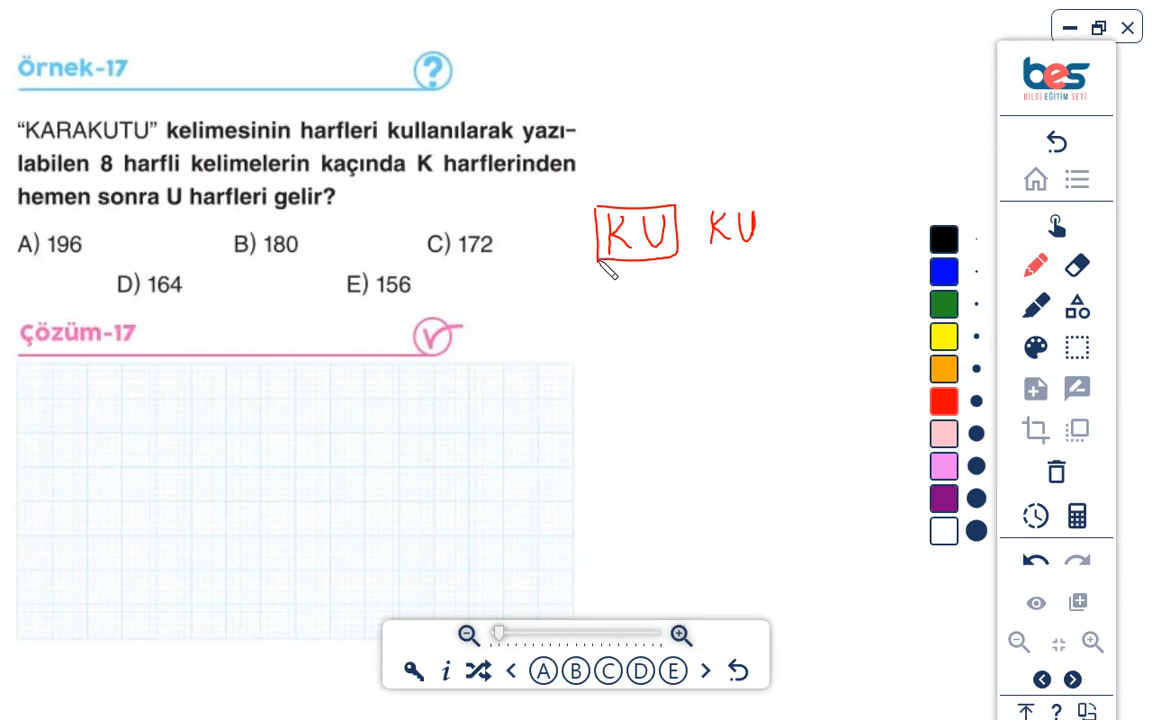 Örnek-17
?
"KARAKUTU" kelimesinin harfleri kullanılarak yazı-
labilen 8 harfli kelimelerin kaçında K harflerinden
hemen sonra U harfleri gelir?
A) 196 B) 180 C) 172
D) 164 E) 156
KU KU
Çözüm-17
bes
BİLGİ EĞİTİM SETİ
i A B C D E
?